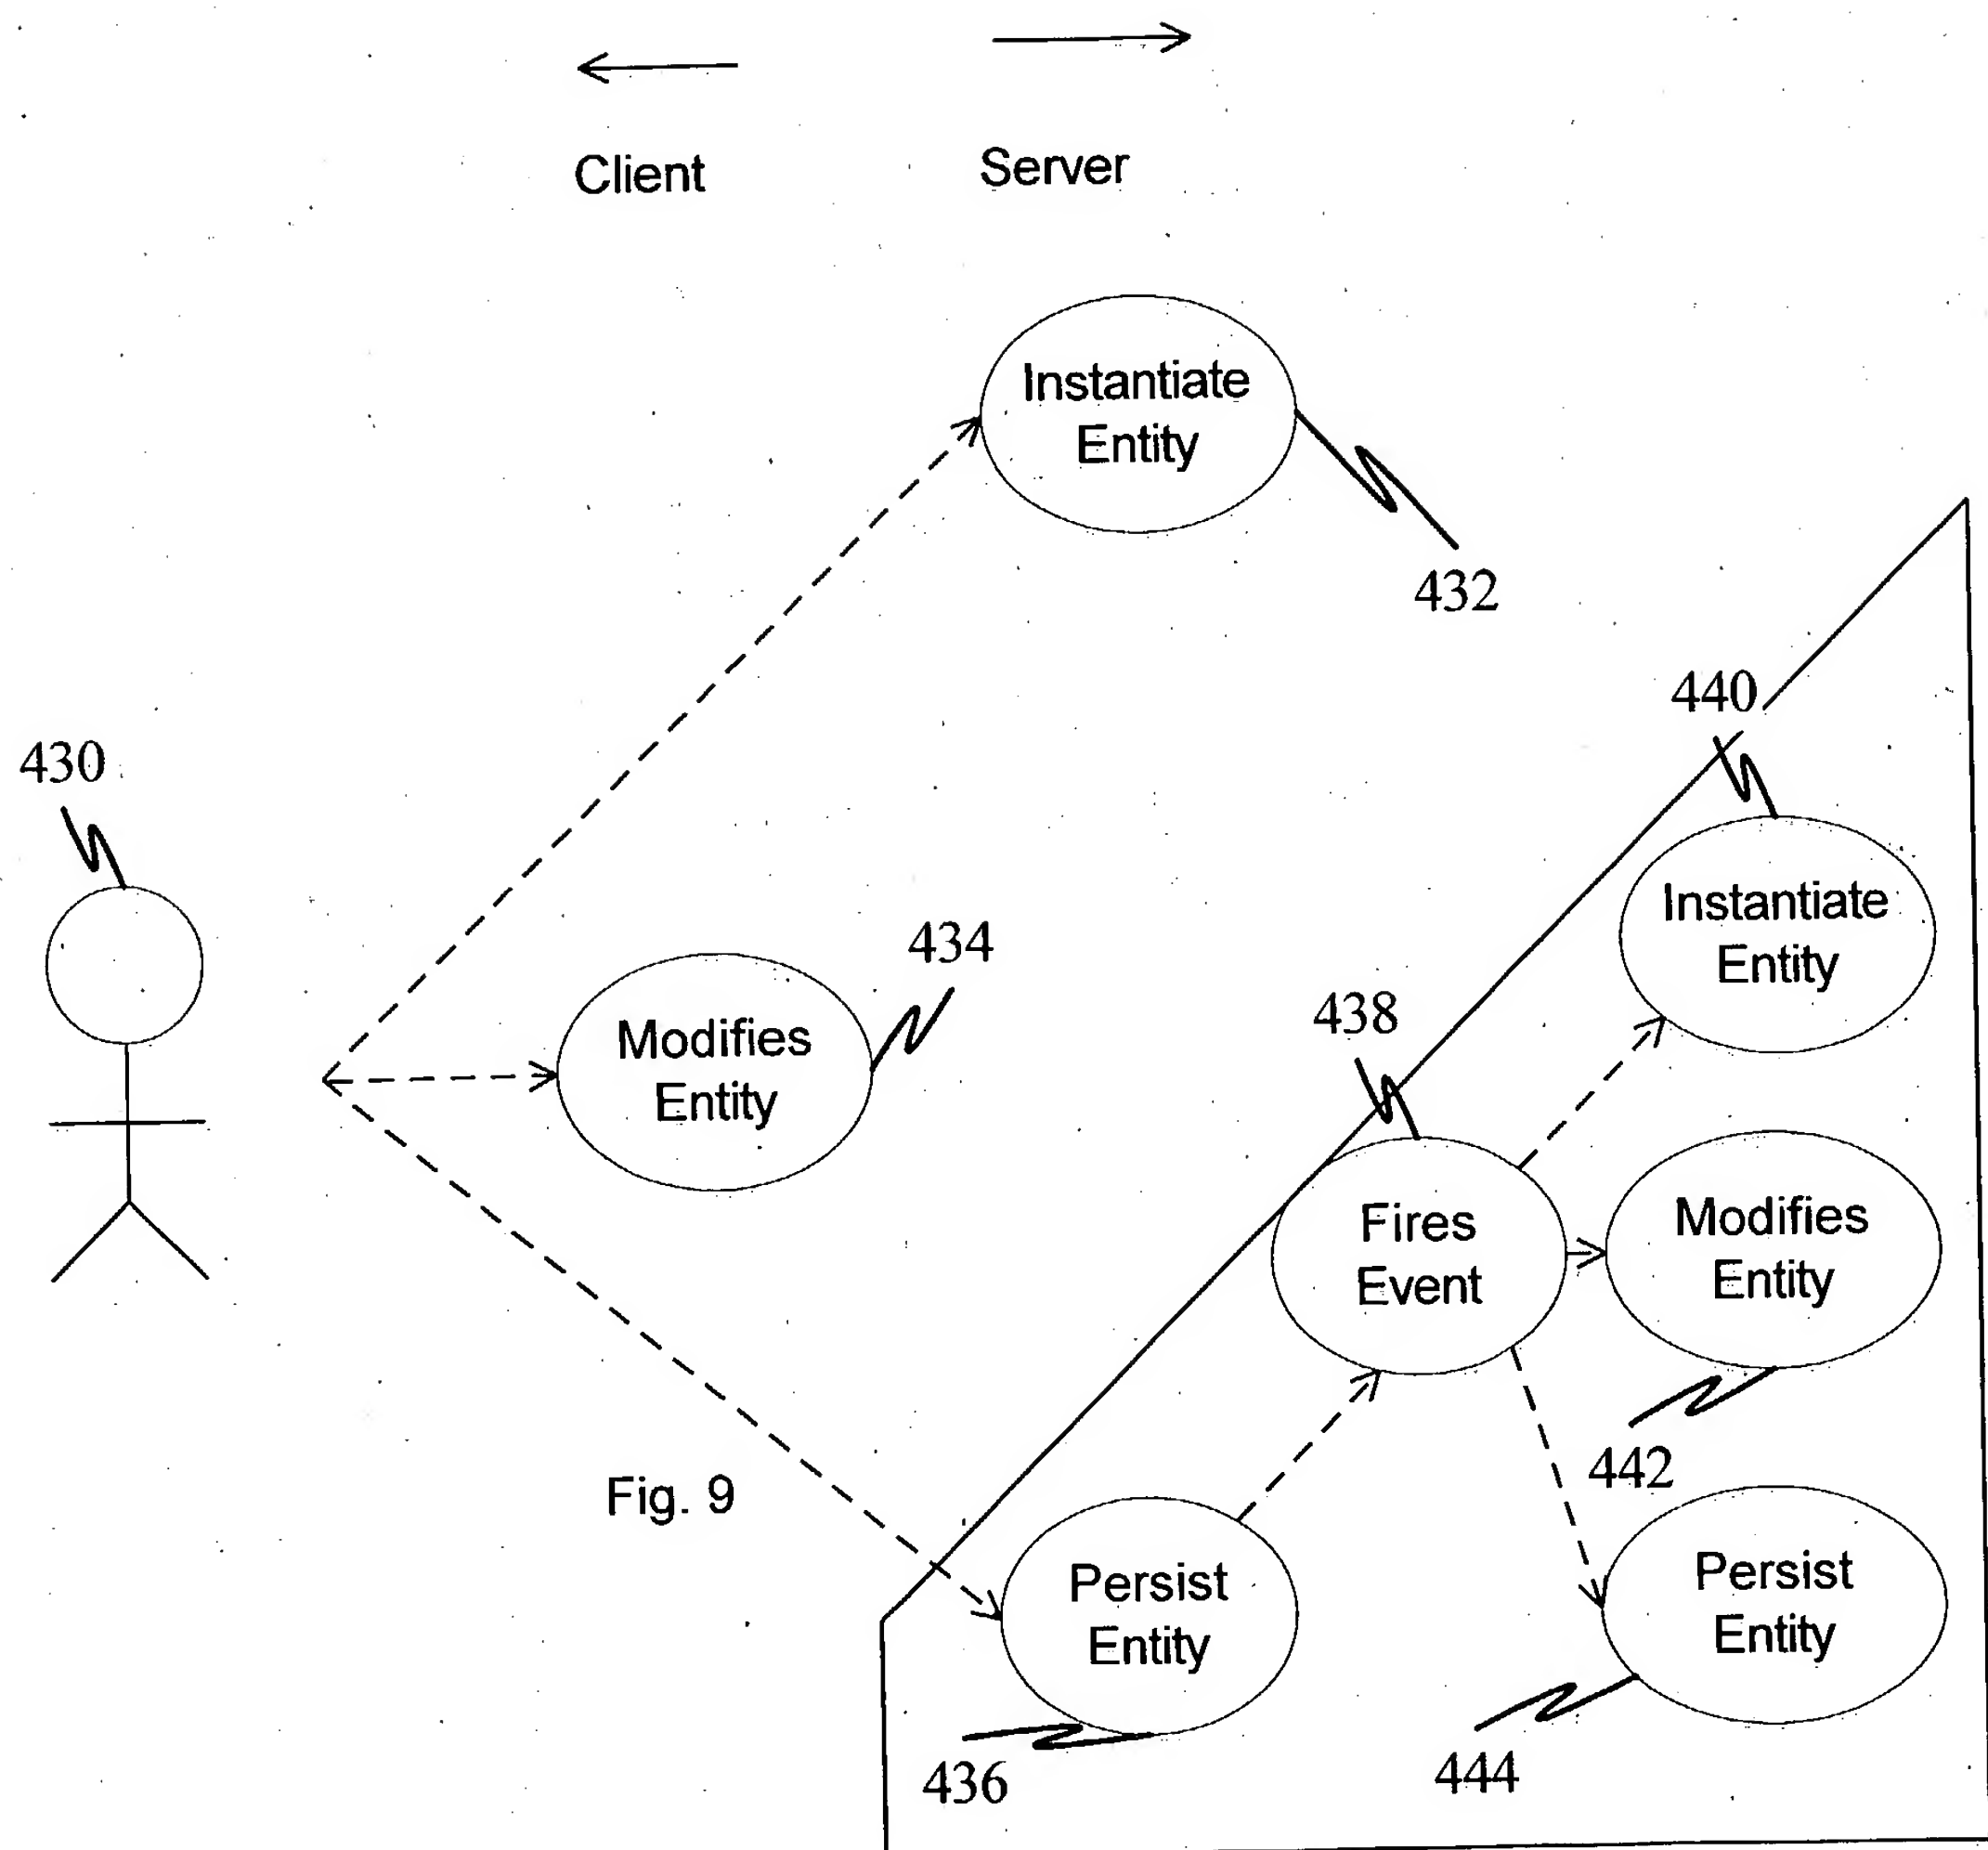 Client
Server
Instantiate
Entity
432
440
430
Instantiate
Entity
434
Modifies
Entity
438
Fires
Event
Modifies
Entity
442
Fig. 9
Persist
Entity
Persist
Entity
436
444